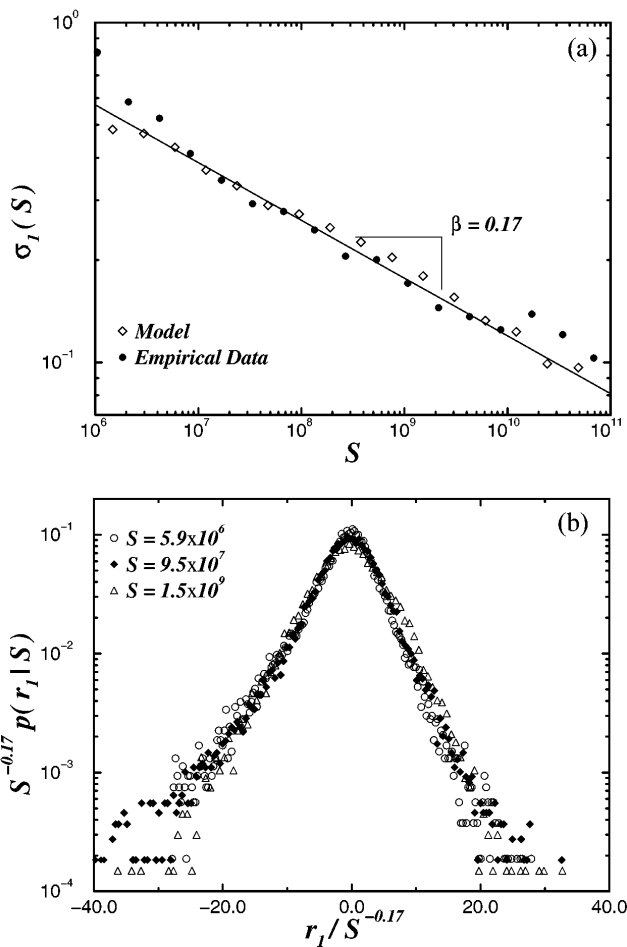 10^0
(a)
σ_1 (S)
β = 0.17
Model
Empirical Data
10^-1
10^6 10^7 10^8 10^9 10^10 10^11
S
(b)
10^-1
S = 5.9x10^6
S = 9.5x10^7
S = 1.5x10^9
10^-2
S^-0.17 p( r_1 | S)
10^-3
10^-4
-40.0 -20.0 0.0 20.0 40.0
r_1 / S^-0.17